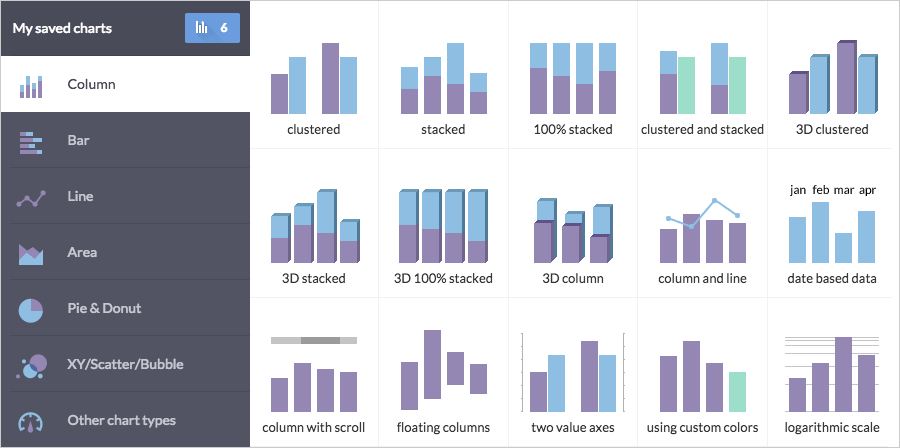 My saved charts 6
Column
Bar
Line
Area
Pie & Donut
XY/Scatter/Bubble
Other chart types
clustered
stacked
100% stacked
clustered and stacked
3D clustered
3D stacked
3D 100% stacked
3D column
column and line
jan feb mar apr
date based data
column with scroll
floating columns
two value axes
using custom colors
logarithmic scale